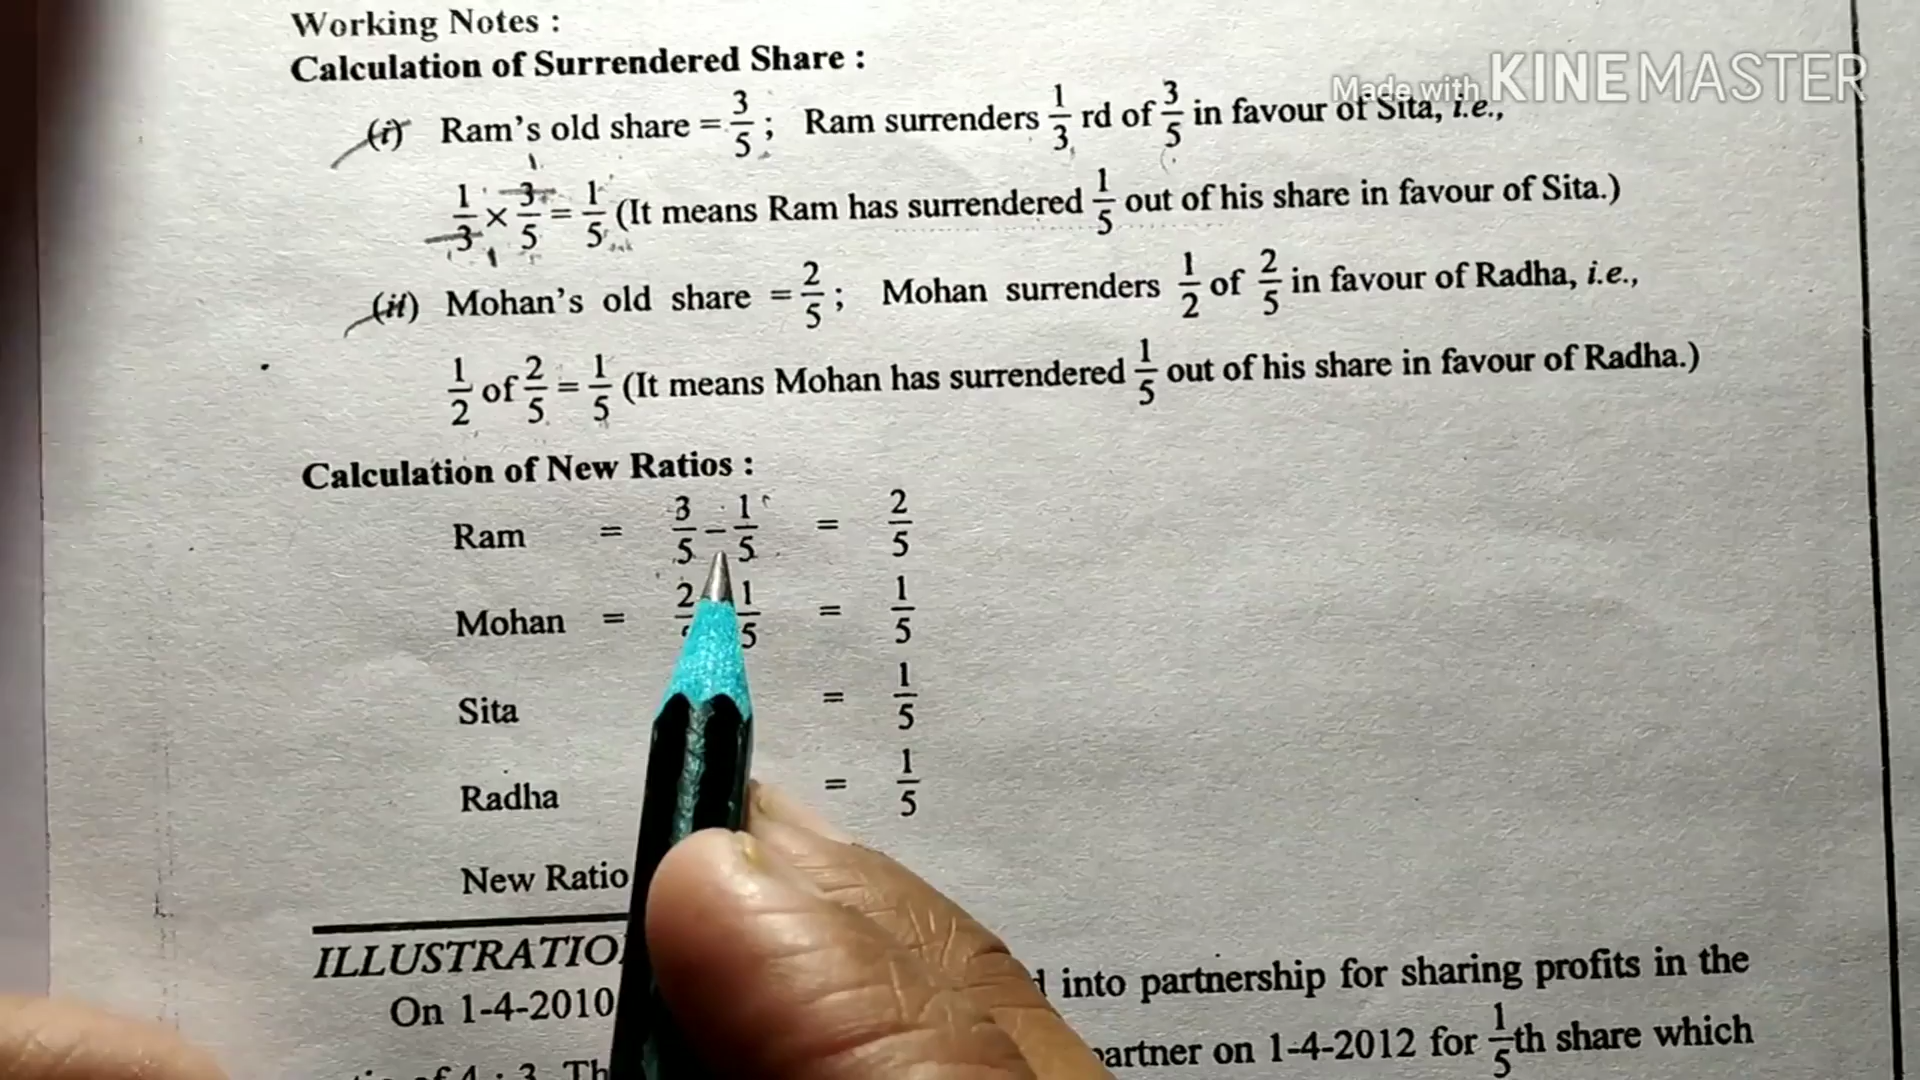 Working Notes :
Calculation of Surrendered Share :
Made with KINEMASTER
(i) Ram's old share = 3/5 ; Ram surrenders 1/3 rd of 3/5 in favour of Sita, i.e.,
1/3 × 3/5 = 1/5 (It means Ram has surrendered 1/5 out of his share in favour of Sita.)
(ii) Mohan's old share = 2/5 ; Mohan surrenders 1/2 of 2/5 in favour of Radha, i.e.,
1/2 of 2/5 = 1/5 (It means Mohan has surrendered 1/5 out of his share in favour of Radha.)
Calculation of New Ratios :
Ram = 3/5 – 1/5 = 2/5
Mohan = 2 1/5 = 1/5
Sita = 1/5
Radha = 1/5
New Ratio
On 1-4-2010 into partnership for sharing profits in the
4 : 3. on 1-4-2012 for 1/5th share which